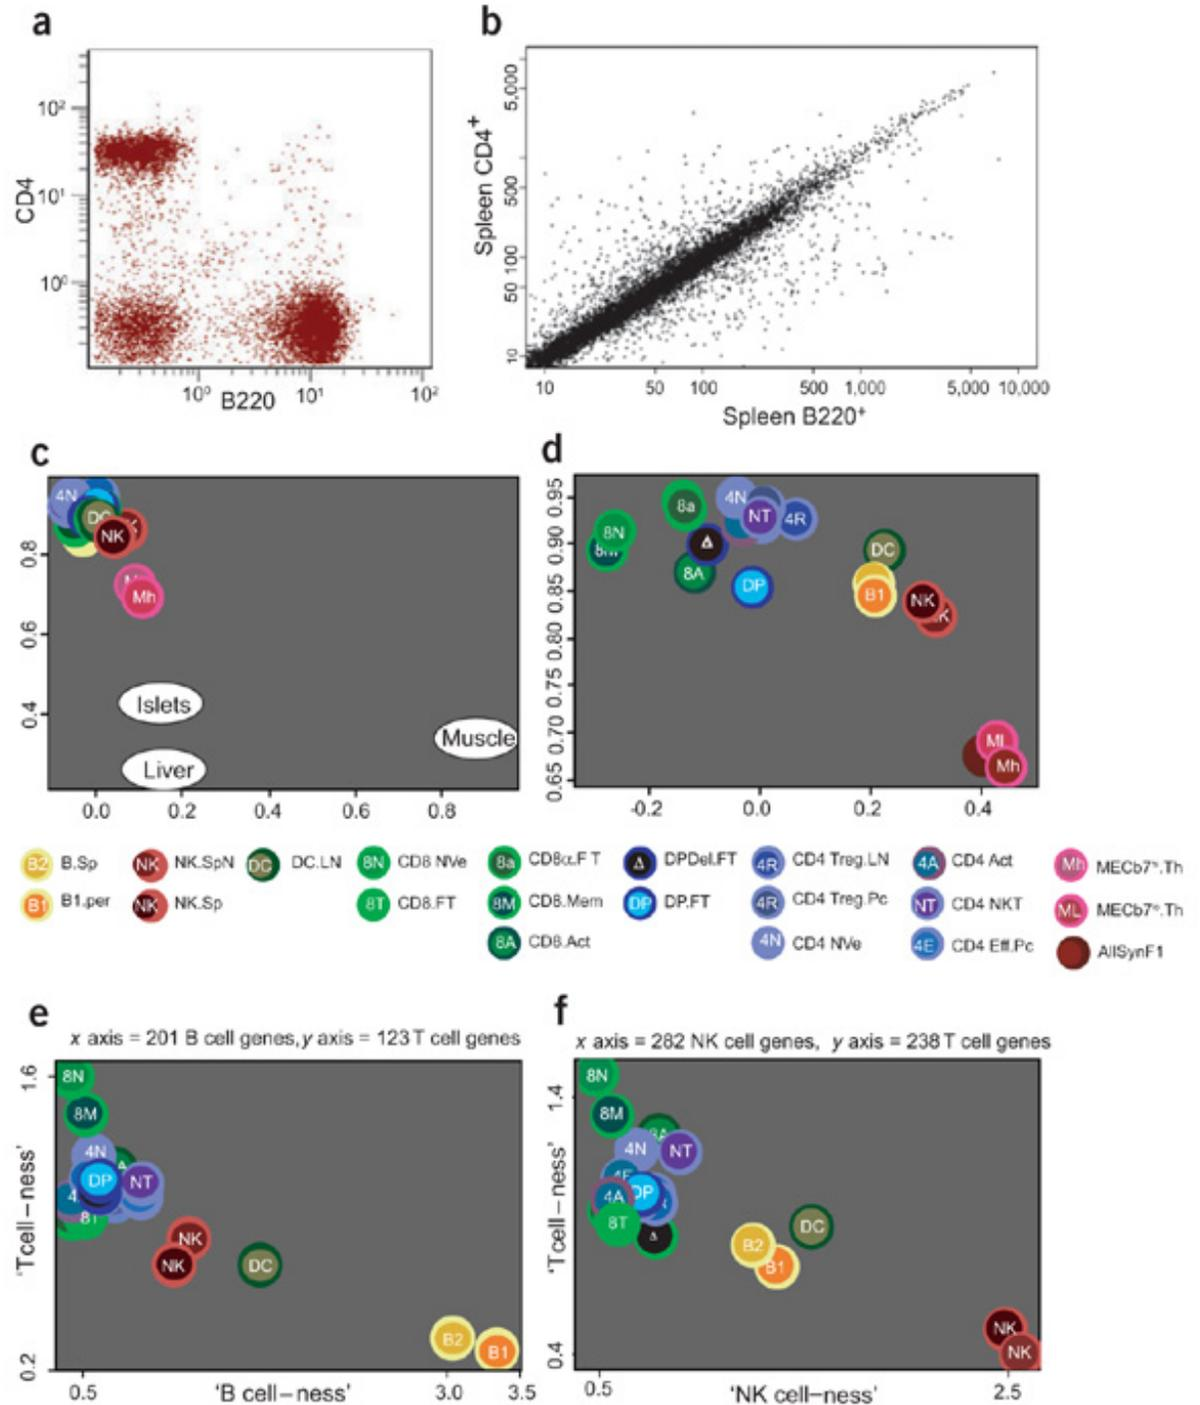 a
b
CD4
10²
10¹
10⁰
10⁰
10¹
10²
B220
Spleen CD4⁺
5,000
500
100
50
10
10
50
100
500
1,000
5,000
10,000
Spleen B220⁺
c
d
4N
DC
NK
Mh
Islets
Liver
Muscle
0.8
0.6
0.4
0.0
0.2
0.4
0.6
0.8
8N
8a
4N
NT
4R
Δ
8A
DP
DC
B1
NK
ML
Mh
0.95
0.90
0.85
0.80
0.75
0.70
0.65
-0.2
0.0
0.2
0.4
B2 B.Sp
NK NK.SpN
DC DC.LN
8N CD8 NVe
8a CD8α.FT
Δ DPDel.FT
4R CD4 Treg.LN
4A CD4 Act
Mh MECb7ʰⁱ.Th
B1 B1.per
NK NK.Sp
8T CD8.FT
8M CD8.Mem
DP DP.FT
4R CD4 Treg.Pc
NT CD4 NKT
ML MECb7ˡᵒ.Th
8A CD8.Act
4N CD4 NVe
4E CD4 Eff.Pc
AllSynF1
e
f
x axis = 201 B cell genes, y axis = 123 T cell genes
x axis = 282 NK cell genes, y axis = 238 T cell genes
'Tcell–ness'
1.6
0.2
8N
8M
4N
DP
NT
NK
NK
DC
B2
B1
0.5
3.0
3.5
'B cell–ness'
'Tcell–ness'
1.4
0.4
8N
8M
8A
4N
NT
4E
DP
4A
8T
Δ
DC
B2
B1
NK
NK
0.5
2.5
'NK cell–ness'